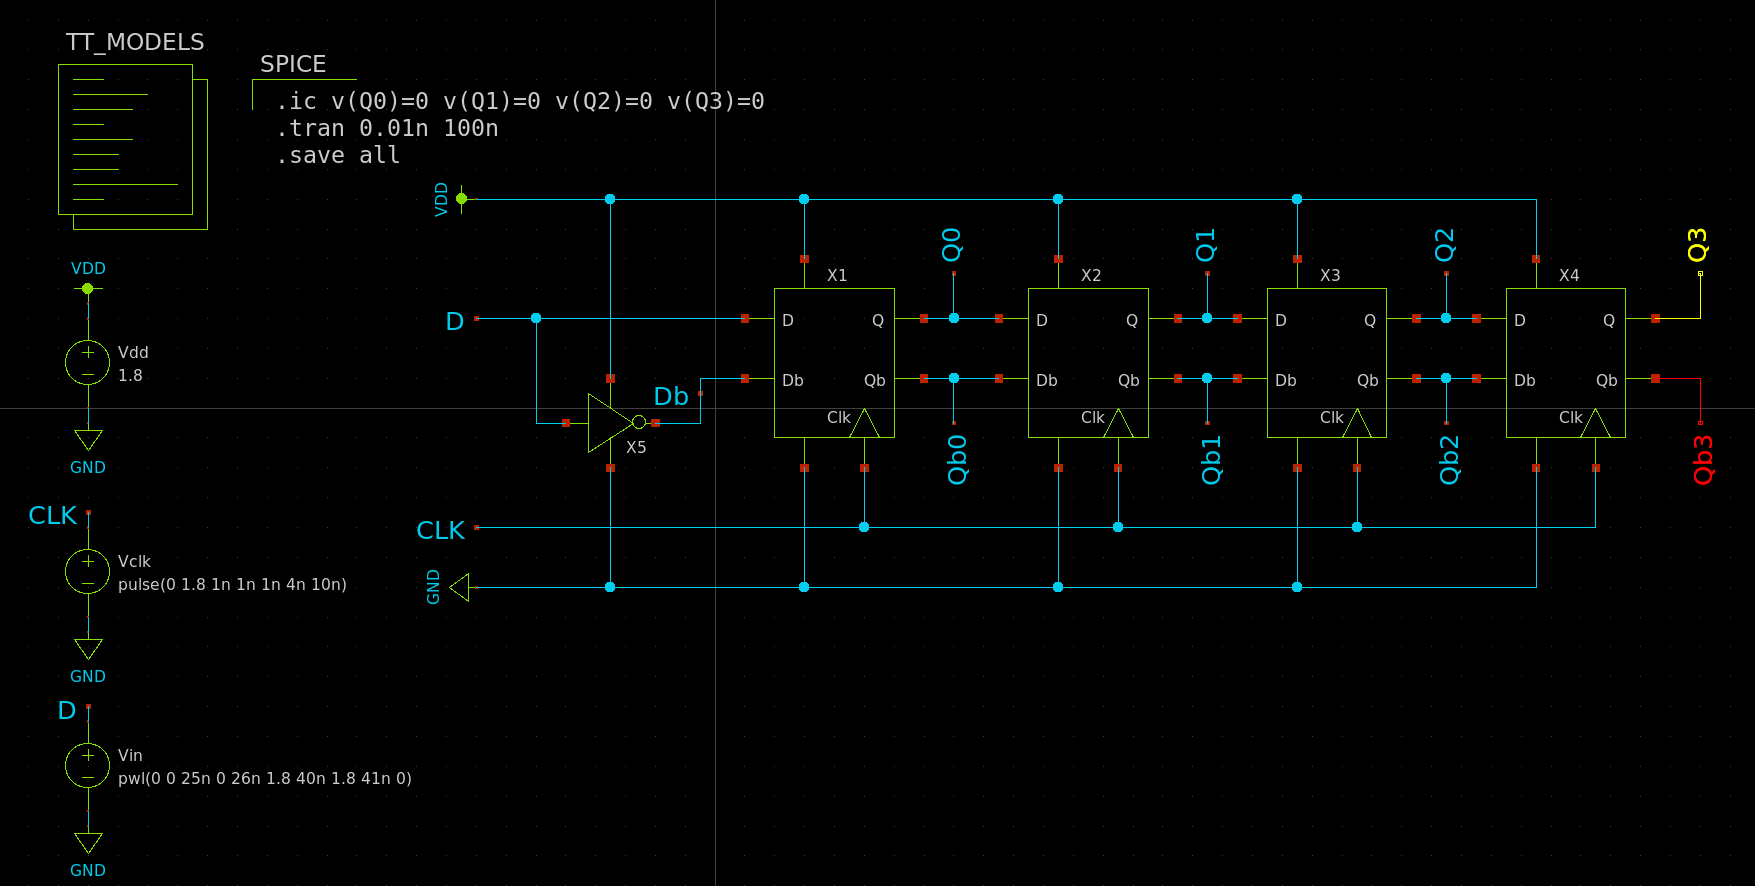 TT_MODELS
SPICE
.ic v(Q0)=0 v(Q1)=0 v(Q2)=0 v(Q3)=0
.tran 0.01n 100n
.save all
VDD
VDD
Vdd
1.8
GND
CLK
Vclk
pulse(0 1.8 1n 1n 1n 4n 10n)
GND
D
Vin
pwl(0 0 25n 0 26n 1.8 40n 1.8 41n 0)
GND
D
Db
X5
CLK
GND
X1
D
Q
Db
Qb
Clk
Q0
Qb0
X2
D
Q
Db
Qb
Clk
Q1
Qb1
X3
D
Q
Db
Qb
Clk
Q2
Qb2
X4
D
Q
Db
Qb
Clk
Q3
Qb3